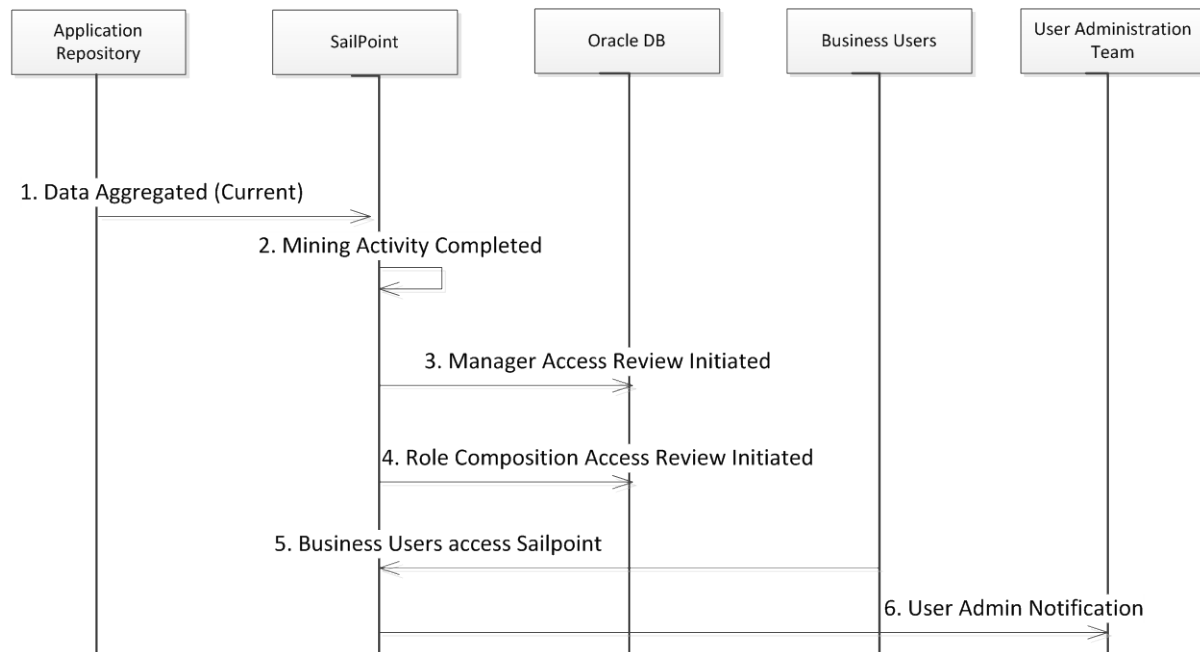 Application
Repository
SailPoint
Oracle DB
Business Users
User Administration
Team
1. Data Aggregated (Current)
2. Mining Activity Completed
3. Manager Access Review Initiated
4. Role Composition Access Review Initiated
5. Business Users access Sailpoint
6. User Admin Notification